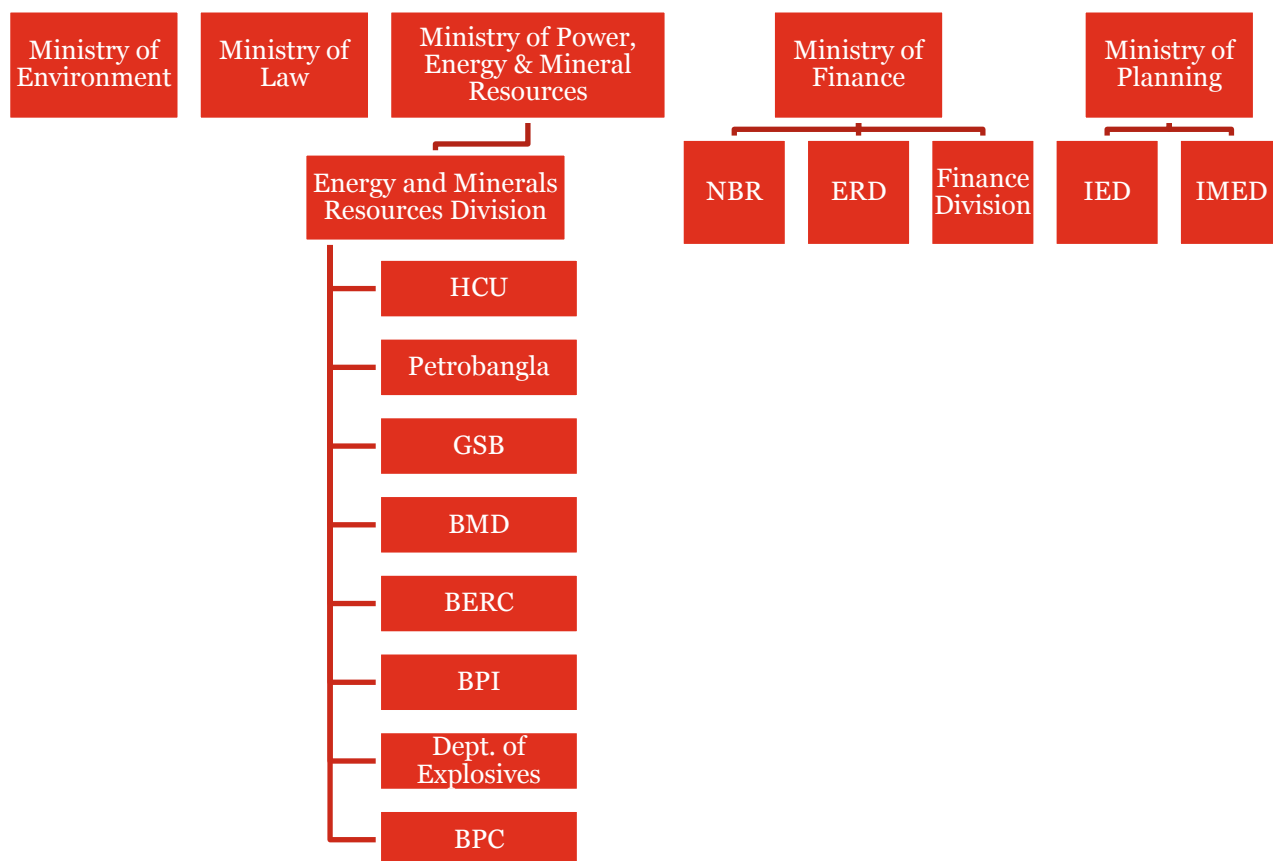 Ministry of
Environment
Ministry of
Law
Ministry of Power,
Energy & Mineral
Resources
Ministry of
Finance
Ministry of
Planning
Energy and Minerals
Resources Division
NBR
ERD
Finance
Division
IED
IMED
HCU
Petrobangla
GSB
BMD
BERC
BPI
Dept. of
Explosives
BPC